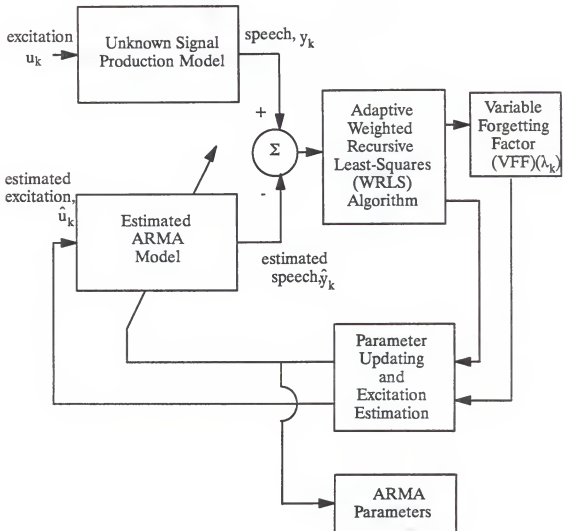 excitation
u_k
Unknown Signal
Production Model
speech, y_k
+
Σ
-
Adaptive
Weighted
Recursive
Least-Squares
(WRLS)
Algorithm
Variable
Forgetting
Factor
(VFF)(λ_k)
estimated
excitation,
û_k
Estimated
ARMA
Model
estimated
speech,ŷ_k
Parameter
Updating
and
Excitation
Estimation
ARMA
Parameters